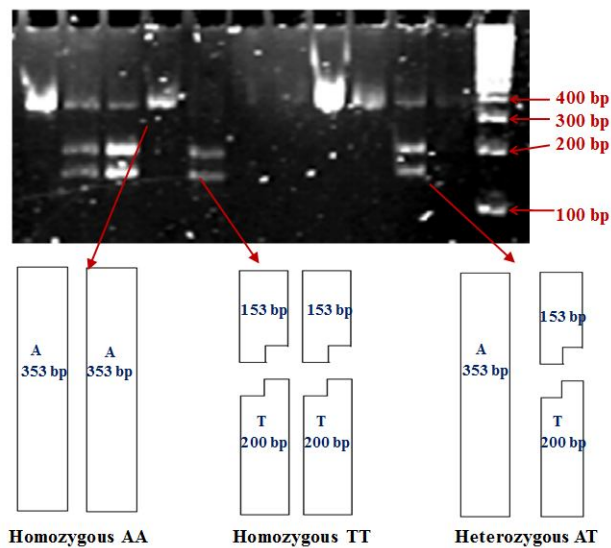 400 bp
300 bp
200 bp
100 bp
A
353 bp
A
353 bp
153 bp
153 bp
T
200 bp
T
200 bp
A
353 bp
153 bp
T
200 bp
Homozygous AA
Homozygous TT
Heterozygous AT